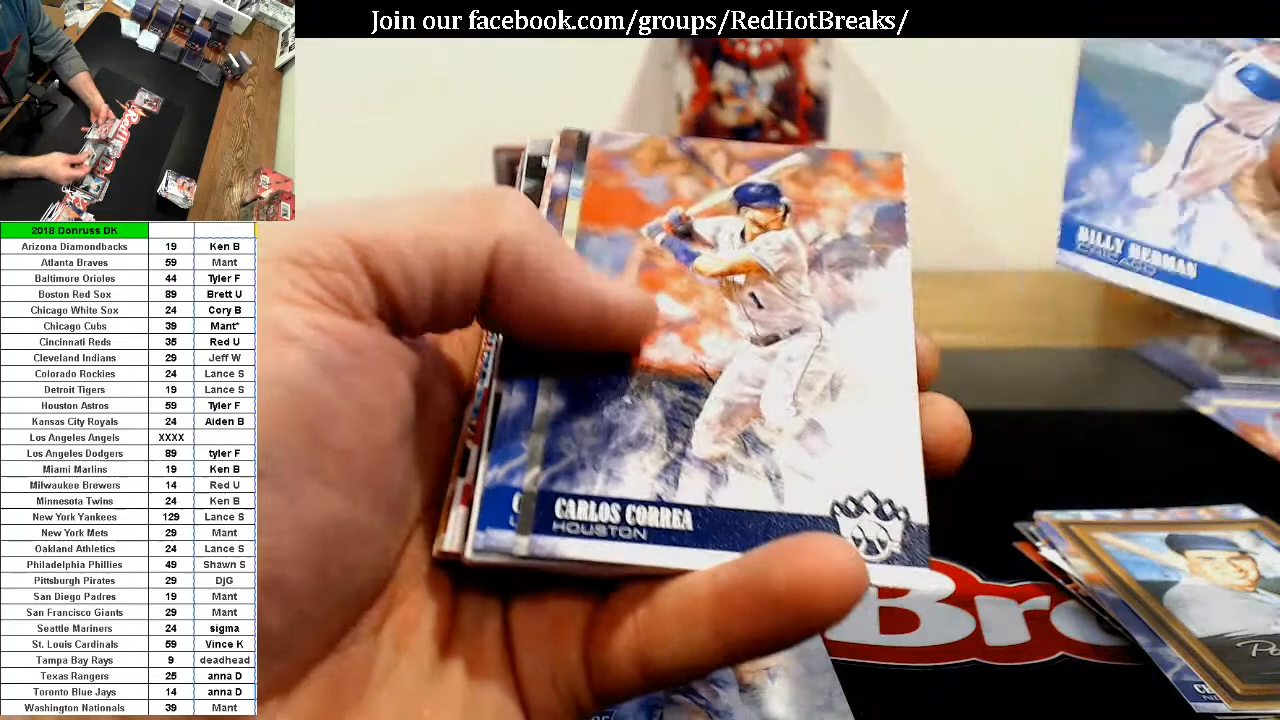 Join our facebook.com/groups/RedHotBreaks/
2018 Donruss DK
Arizona Diamondbacks 19 Ken B
Atlanta Braves 59 Mant
Baltimore Orioles 44 Tyler F
Boston Red Sox 89 Brett U
Chicago White Sox 24 Cory B
Chicago Cubs 39 Mant*
Cincinnati Reds 35 Red U
Cleveland Indians 29 Jeff W
Colorado Rockies 24 Lance S
Detroit Tigers 19 Lance S
Houston Astros 59 Tyler F
Kansas City Royals 24 Aiden B
Los Angeles Angels XXXX
Los Angeles Dodgers 89 tyler F
Miami Marlins 19 Ken B
Milwaukee Brewers 14 Red U
Minnesota Twins 24 Ken B
New York Yankees 129 Lance S
New York Mets 29 Mant
Oakland Athletics 24 Lance S
Philadelphia Phillies 49 Shawn S
Pittsburgh Pirates 29 DjG
San Diego Padres 19 Mant
San Francisco Giants 29 Mant
Seattle Mariners 24 sigma
St. Louis Cardinals 59 Vince K
Tampa Bay Rays 9 deadhead
Texas Rangers 25 anna D
Toronto Blue Jays 14 anna D
Washington Nationals 39 Mant
BILLY HERMAN
CHICAGO
1
CARLOS CORREA
HOUSTON
Bre